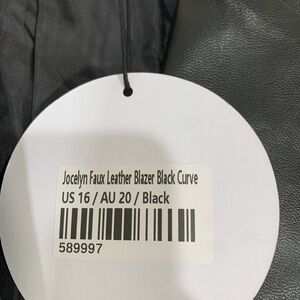 Jocelyn Faux Leather Blazer Black Curve
US 16 / AU 20 / Black
589997